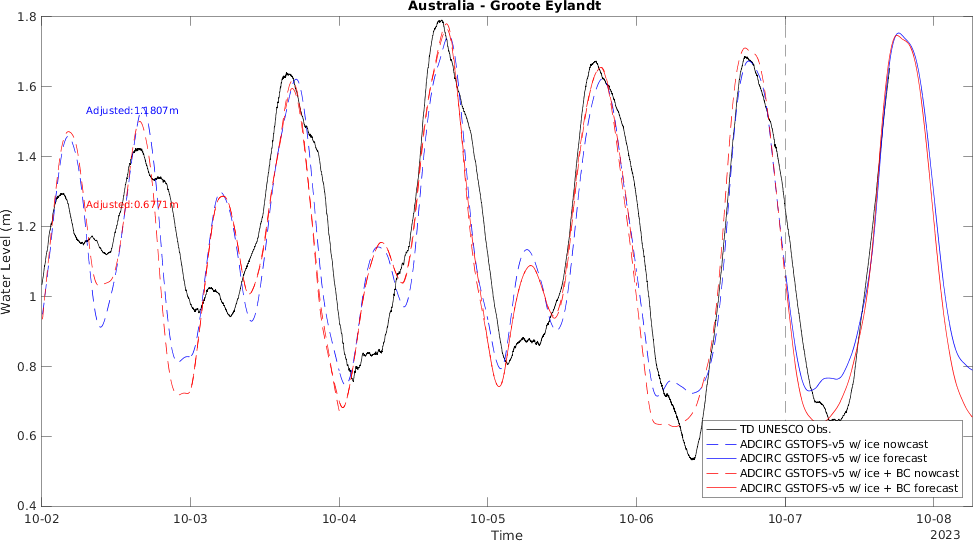 Australia - Groote Eylandt
1.8
1.6
1.4
1.2
1
0.8
0.6
0.4
Water Level (m)
Adjusted:1.1807m
Adjusted:0.6771m
TD UNESCO Obs.
ADCIRC GSTOFS-v5 w/ ice nowcast
ADCIRC GSTOFS-v5 w/ ice forecast
ADCIRC GSTOFS-v5 w/ ice + BC nowcast
ADCIRC GSTOFS-v5 w/ ice + BC forecast
10-02 10-03 10-04 10-05 10-06 10-07 10-08
Time
2023